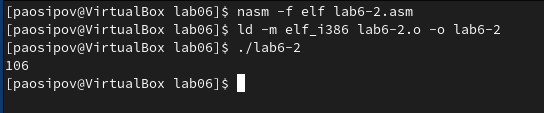 [paosipov@VirtualBox lab06]$ nasm -f elf lab6-2.asm
[paosipov@VirtualBox lab06]$ ld -m elf_i386 lab6-2.o -o lab6-2
[paosipov@VirtualBox lab06]$ ./lab6-2
106
[paosipov@VirtualBox lab06]$